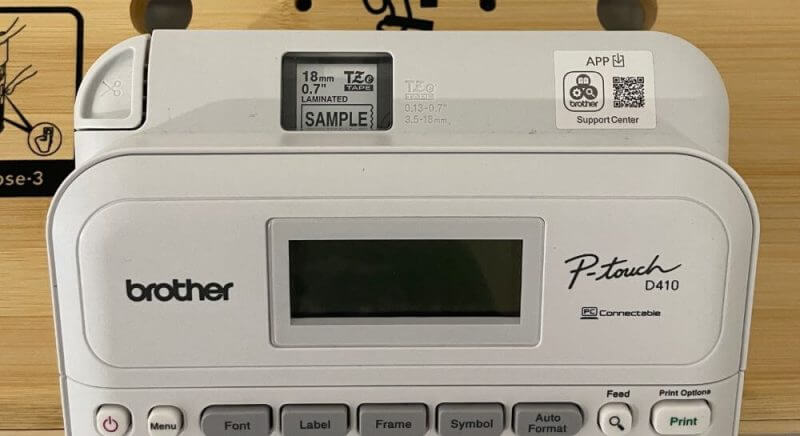 APP
18mm
0.7"
LAMINATED
TZe
TAPE
SAMPLE
TZe
TAPE
0.13-0.7"
3.5-18mm
brother
Support Center
ose-3
brother
P-touch
D410
PC Connectable
Feed
Print Options
Menu
Font
Label
Frame
Symbol
Auto
Format
Print